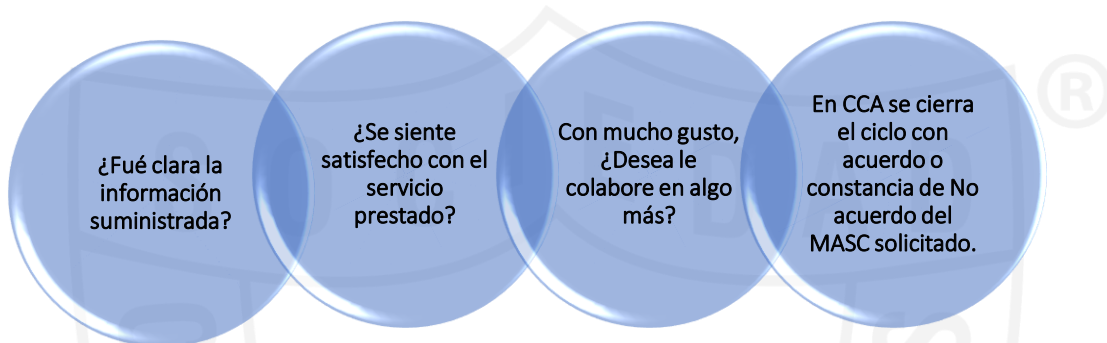 ¿Fué clara la
información
suministrada?
¿Se siente
satisfecho con el
servicio
prestado?
Con mucho gusto,
¿Desea le
colabore en algo
más?
En CCA se cierra
el ciclo con
acuerdo o
constancia de No
acuerdo del
MASC solicitado.
®